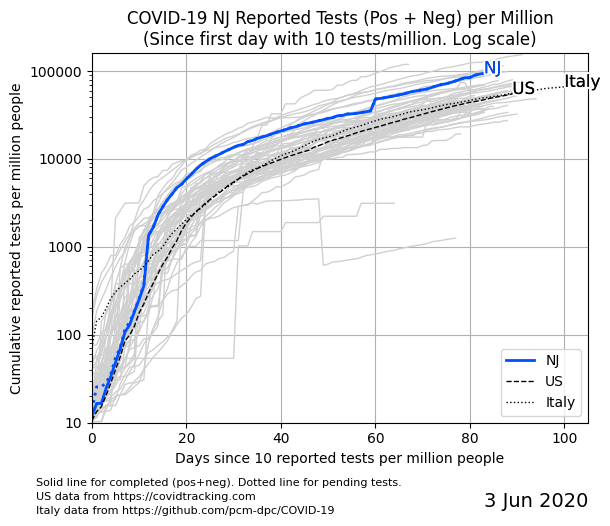 COVID-19 NJ Reported Tests (Pos + Neg) per Million
(Since first day with 10 tests/million. Log scale)
Cumulative reported tests per million people
100000
10000
1000
100
10
NJ
US
Italy
NJ
US
Italy
0 20 40 60 80 100
Days since 10 reported tests per million people
Solid line for completed (pos+neg). Dotted line for pending tests.
US data from https://covidtracking.com
Italy data from https://github.com/pcm-dpc/COVID-19
3 Jun 2020